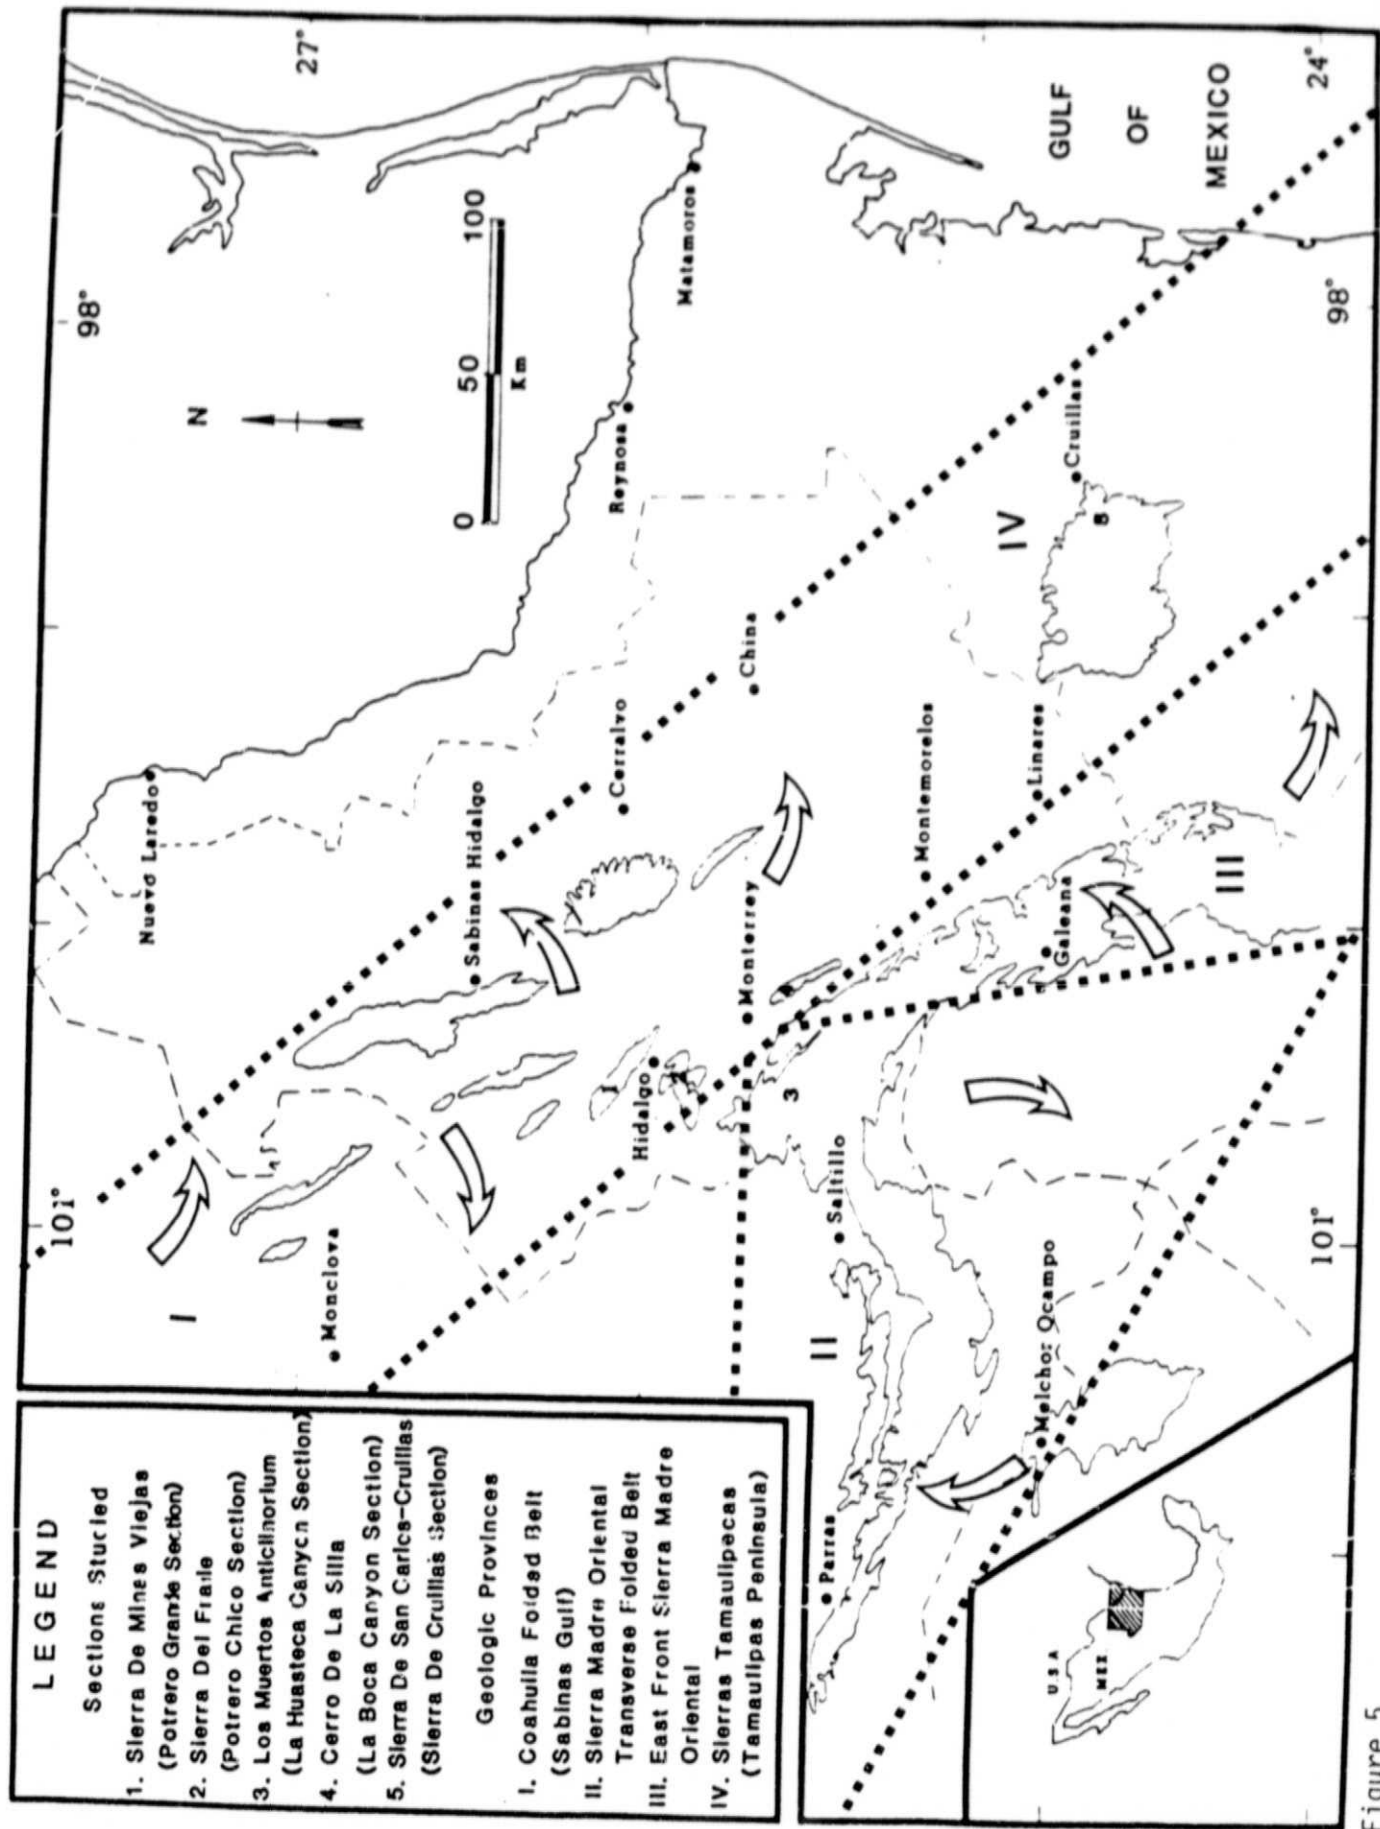 LEGEND
Sections Studied
1. Sierra De Mines Viejas
(Potrero Grande Section)
2. Sierra Del Fraile
(Potrero Chico Section)
3. Los Muertos Anticlinorium
(La Huasteca Canyon Section)
4. Cerro De La Silla
(La Boca Canyon Section)
5. Sierra De San Carlos-Cruillas
(Sierra De Cruillas Section)
Geologic Provinces
I. Coahuila Folded Belt
(Sabinas Gulf)
II. Sierra Madre Oriental
Transverse Folded Belt
III. East Front Sierra Madre
Oriental
IV. Sierras Tamaulipecas
(Tamaulipas Peninsula)
101°
98°
27°
N
0 50 100
Km
Nuevo Laredo
Sabinas Hidalgo
Cerralvo
Reynosa
Matamoros
I
Monclova
Hidalgo
1
Monterrey
China
3
Saltillo
II
Parras
Melchor Ocampo
Montemorelos
Linares
Galeana
III
IV
Cruillas
GULF
OF
MEXICO
24°
98°
101°
USA
MEX
Figure 5